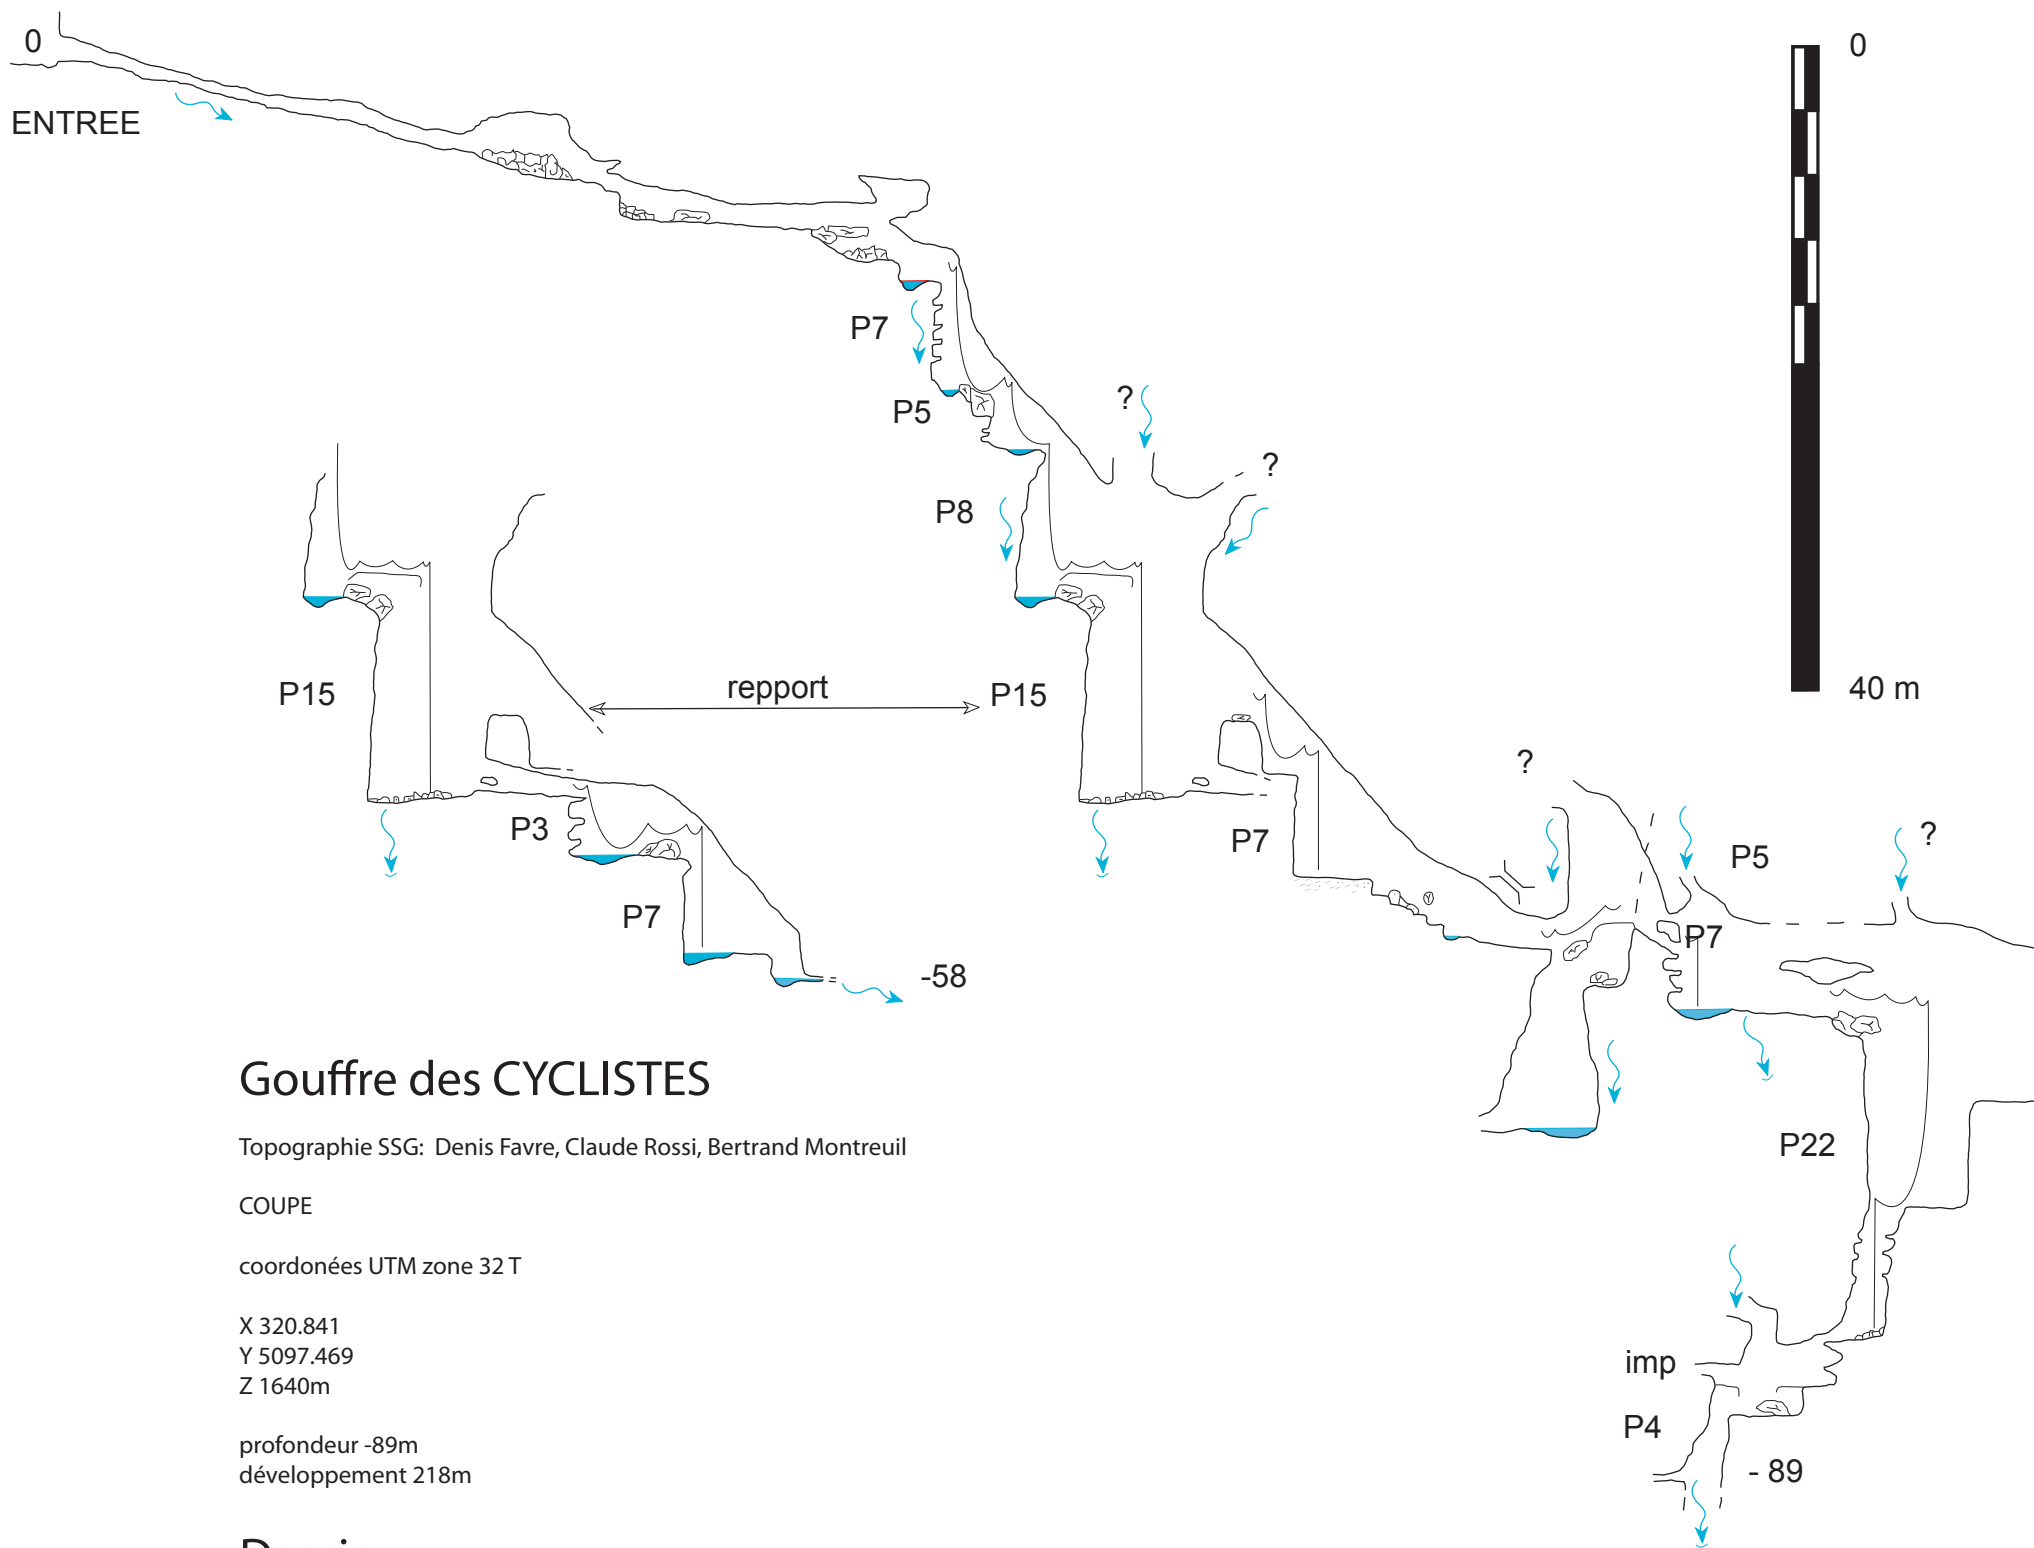 0
0
ENTREE
P7
?
P5
?
P8
P15
repport
P15
40 m
?
P3
P7
?
P5
P7
P7
-58
Gouffre des CYCLISTES
Topographie SSG: Denis Favre, Claude Rossi, Bertrand Montreuil
P22
COUPE
coordonées UTM zone 32 T
X 320.841
Y 5097.469
Z 1640m
imp
P4
profondeur -89m
développement 218m
- 89